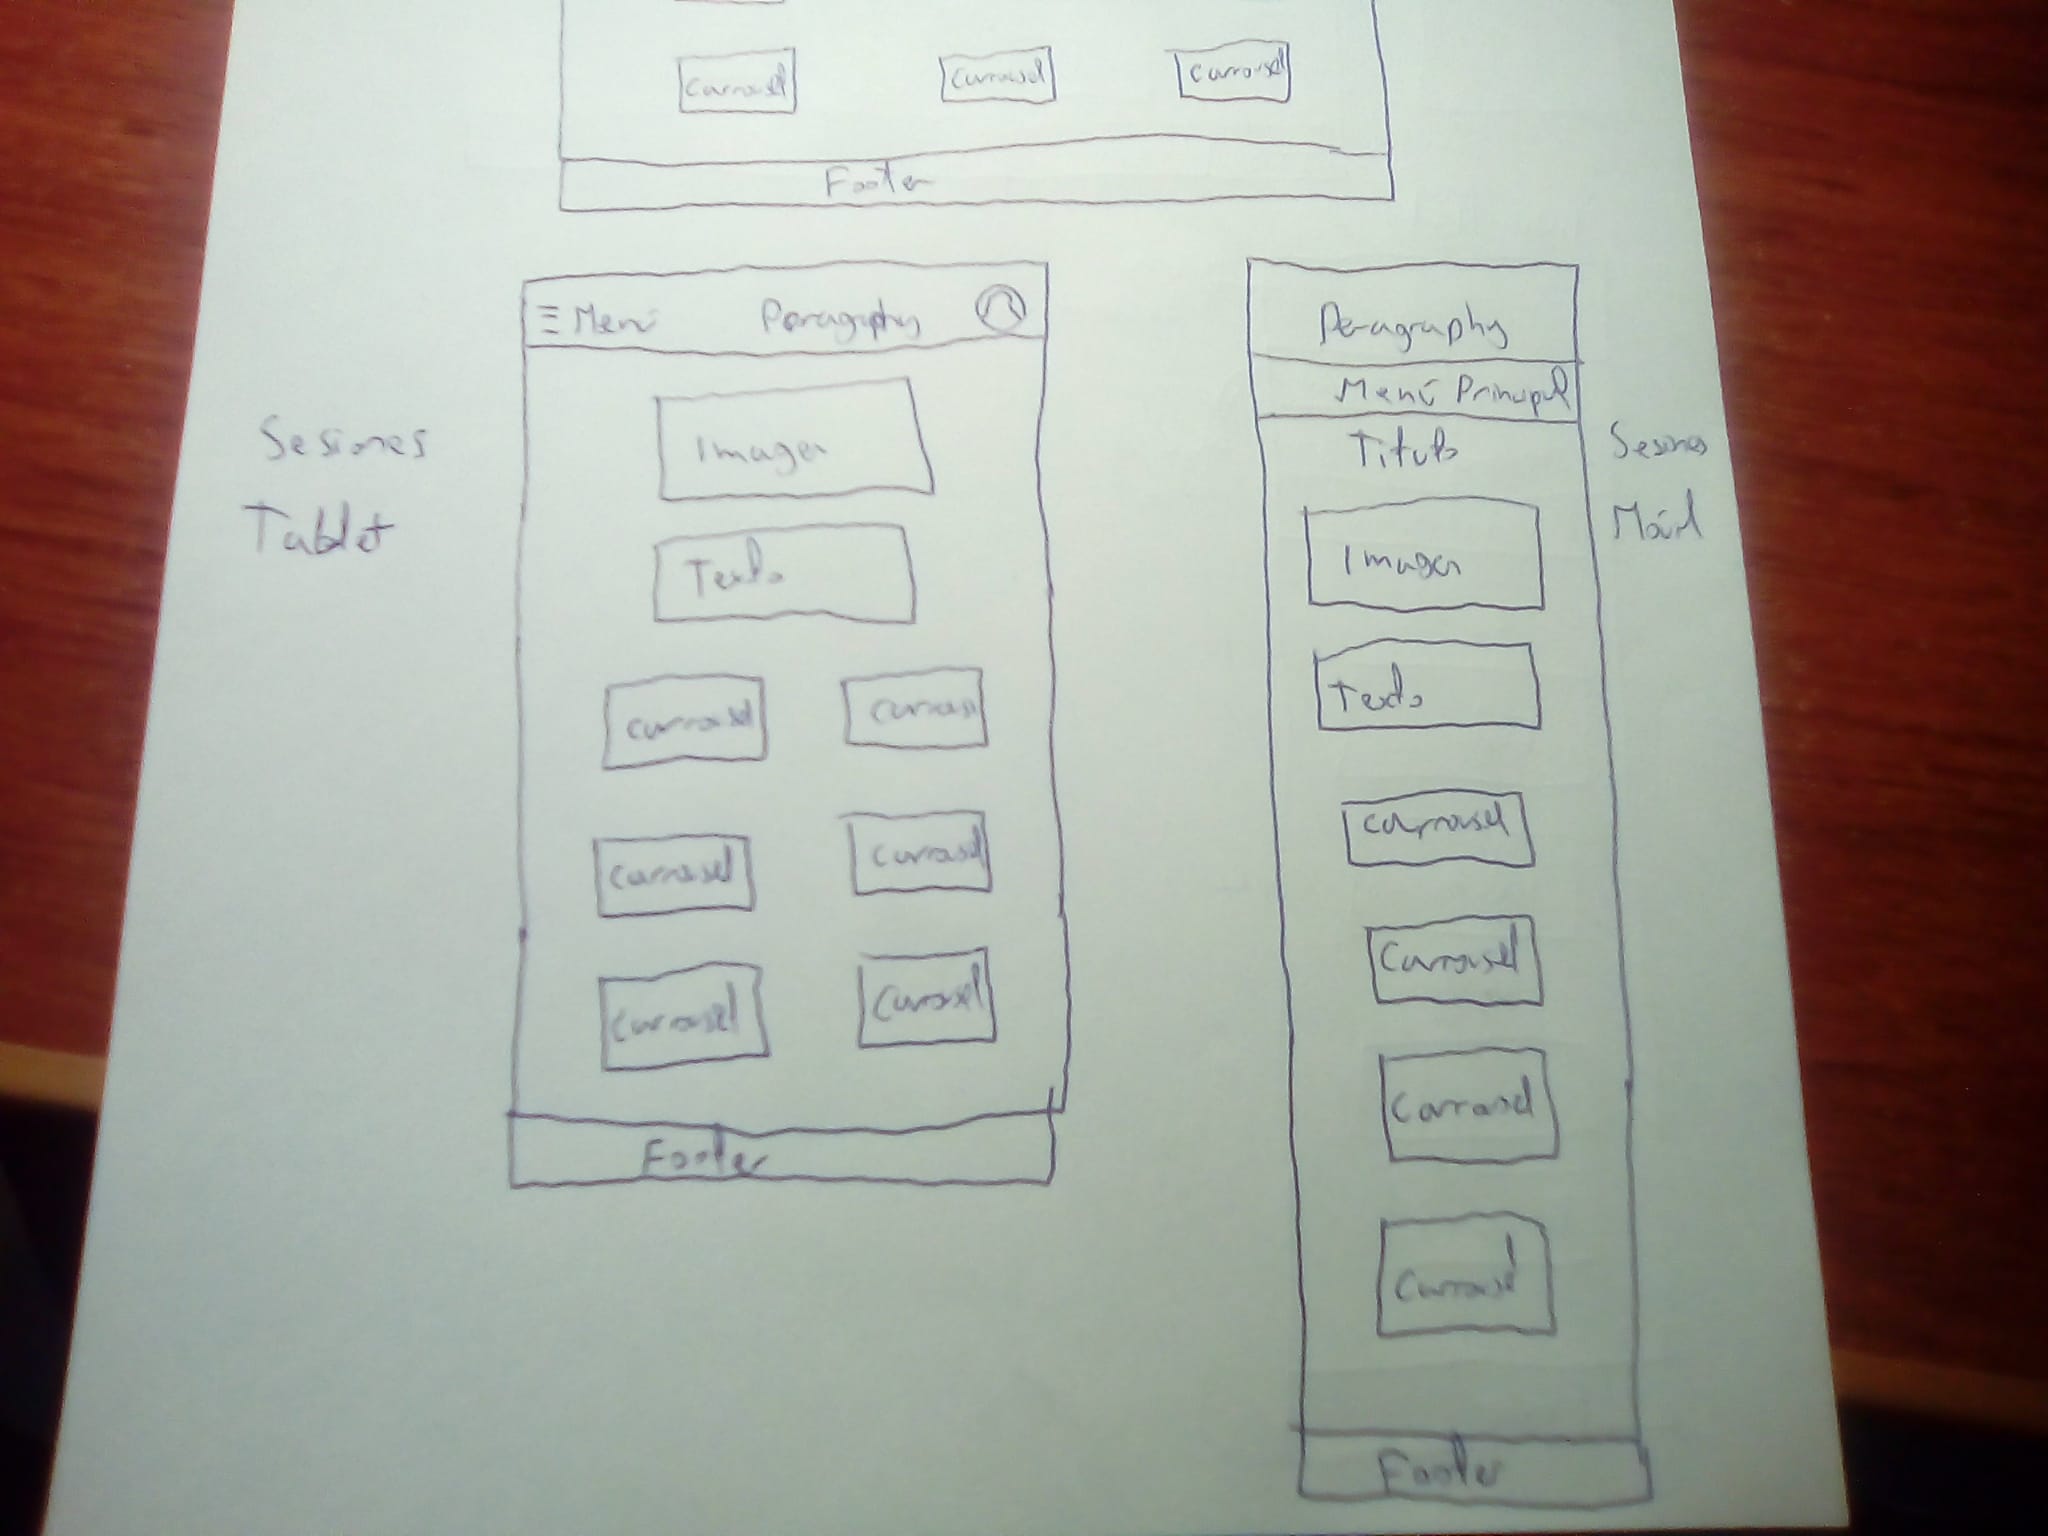 Carrousel Carrousel Carrousel
Footer
Menú Peragraphy
Imagen
Texto
Carrousel Carrousel
Carrousel Carrousel
Carrousel Carrousel
Footer
Sesiones
Tablet
Peragraphy
Menú Principal
Titulo
Imagen
Texto
Carrousel
Carrousel
Carrousel
Carrousel
Footer
Sesiones
Móvil